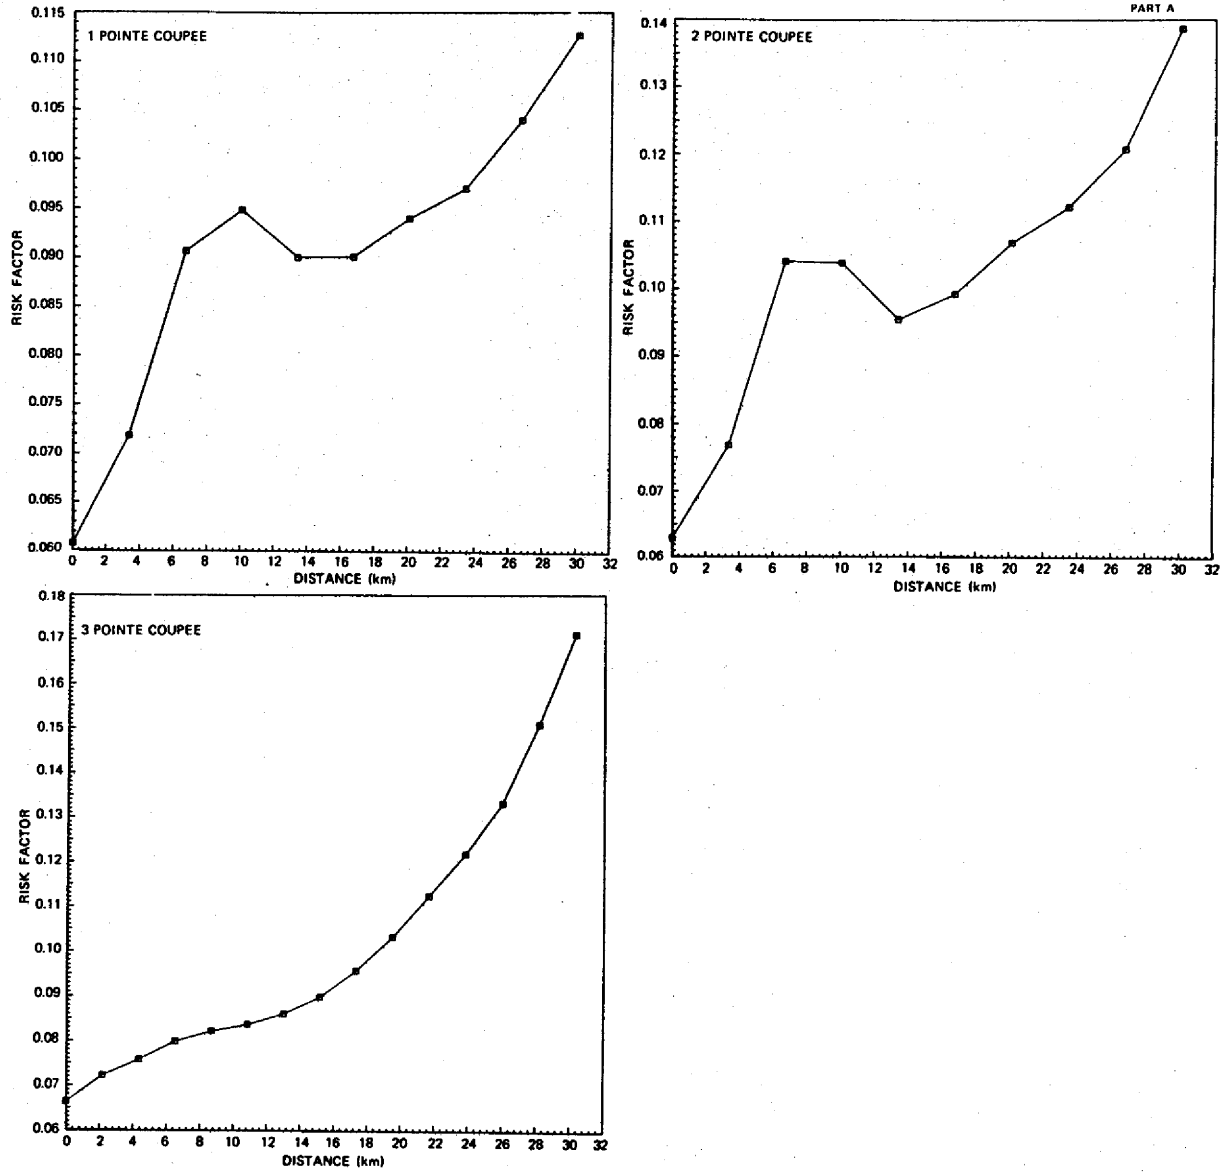 PART A
1 POINTE COUPEE
0.115
0.110
0.105
0.100
0.095
0.090
0.085
0.080
0.075
0.070
0.065
0.060
RISK FACTOR
0 2 4 6 8 10 12 14 16 18 20 22 24 26 28 30 32
DISTANCE (km)
2 POINTE COUPEE
0.14
0.13
0.12
0.11
0.10
0.09
0.08
0.07
0.06
RISK FACTOR
0 2 4 6 8 10 12 14 16 18 20 22 24 26 28 30 32
DISTANCE (km)
3 POINTE COUPEE
0.18
0.17
0.16
0.15
0.14
0.13
0.12
0.11
0.10
0.09
0.08
0.07
0.06
RISK FACTOR
0 2 4 6 8 10 12 14 16 18 20 22 24 26 28 30 32
DISTANCE (km)